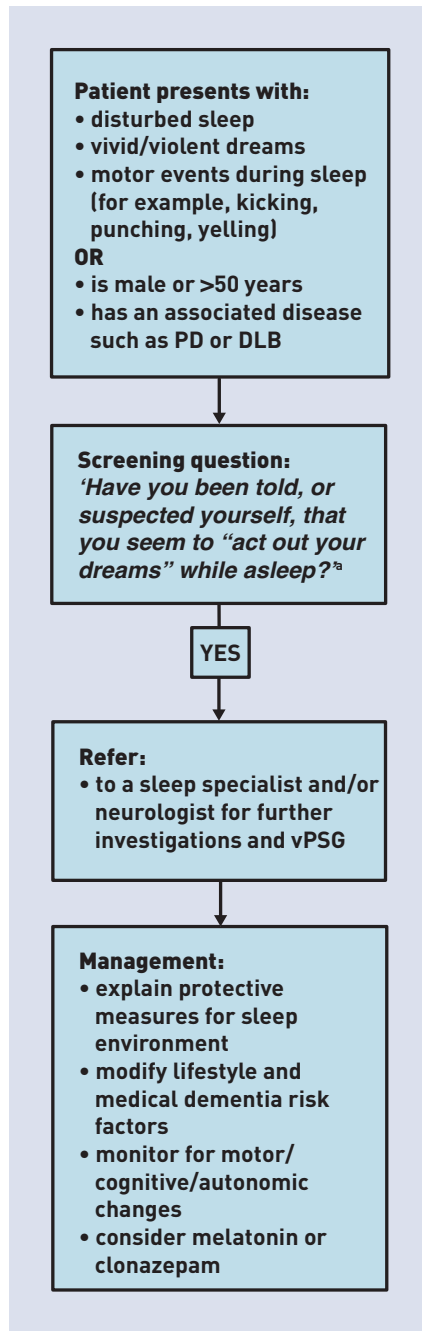 Patient presents with:
• disturbed sleep
• vivid/violent dreams
• motor events during sleep
(for example, kicking,
punching, yelling)
OR
• is male or >50 years
• has an associated disease
such as PD or DLB
Screening question:
‘Have you been told, or
suspected yourself, that
you seem to “act out your
dreams” while asleep?’a
YES
Refer:
• to a sleep specialist and/or
neurologist for further
investigations and vPSG
Management:
• explain protective
measures for sleep
environment
• modify lifestyle and
medical dementia risk
factors
• monitor for motor/
cognitive/autonomic
changes
• consider melatonin or
clonazepam